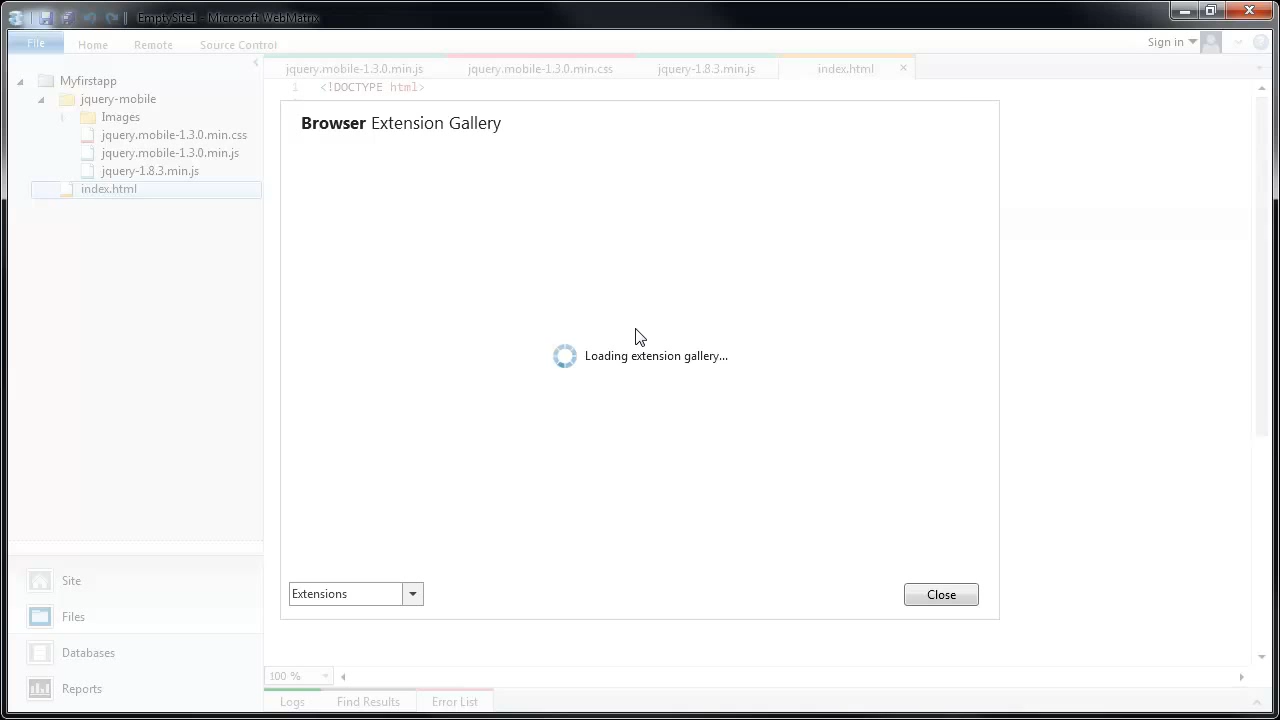 EmptySite1 - Microsoft WebMatrix
File
Home
Remote
Source Control
Sign in
jquery.mobile-1.3.0.min.js
jquery.mobile-1.3.0.min.css
jquery-1.8.3.min.js
index.html
1 <!DOCTYPE html>
Myfirstapp
jquery-mobile
Images
jquery.mobile-1.3.0.min.css
jquery.mobile-1.3.0.min.js
jquery-1.8.3.min.js
index.html
Browser Extension Gallery
Loading extension gallery...
Extensions
Close
Site
Files
Databases
Reports
100 %
Logs
Find Results
Error List